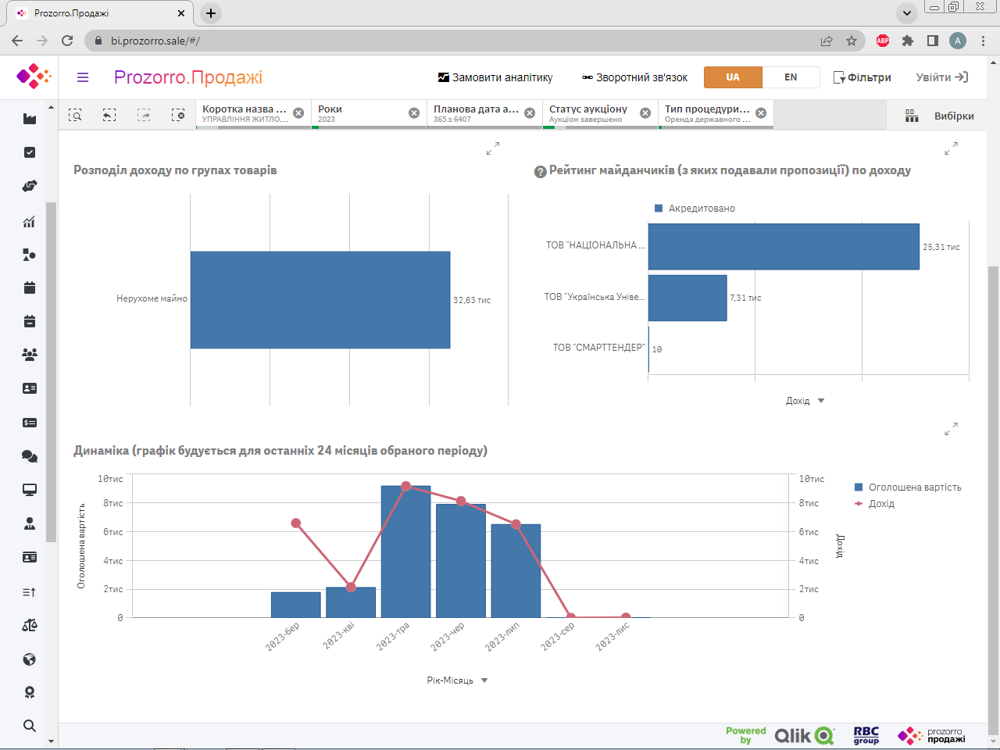 Prozorro.Продажі
bi.prozorro.sale/#/
ABP
A
Prozorro.Продажі
Замовити аналітику
Зворотний зв'язок
UA
EN
Фільтри
Увійти
Коротка назва ...
УПРАВЛІННЯ ЖИТЛО...
Роки
2023
Планова дата а...
365 з 6407
Статус аукціону
Аукціон завершено
Тип процедури...
Оренда державного ...
Вибірки
Розподіл доходу по групах товарів
Нерухоме майно
32,63 тис
? Рейтинг майданчиків (з яких подавали пропозиції) по доходу
Акредитовано
ТОВ "НАЦІОНАЛЬНА ...
25,31 тис
ТОВ "Українська Уніве...
7,31 тис
ТОВ "СМАРТТЕНДЕР"
10
Дохід
Динаміка (графік будується для останніх 24 місяців обраного періоду)
Оголошена вартість
10тис
8тис
6тис
4тис
2тис
0
10тис
8тис
6тис
4тис
2тис
0
Дохід
Оголошена вартість
Дохід
2023-бер
2023-кві
2023-тра
2023-чер
2023-лип
2023-сер
2023-лис
Рік-Місяць
Powered
by
Qlik
RBC
group
prozorro
продажі